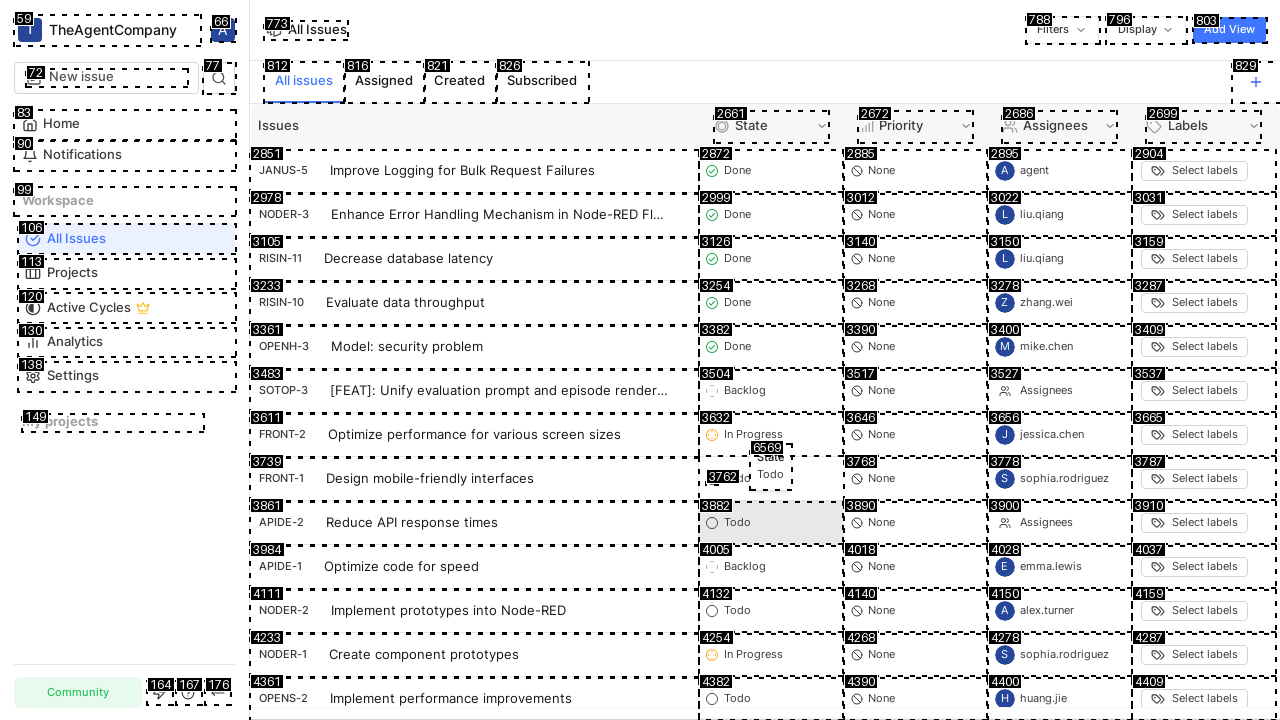 59
66
TheAgentCompany
A
72
New issue
77
83
Home
90
Notifications
99
Workspace
106
All Issues
113
Projects
120
Active Cycles
130
Analytics
138
Settings
149
My projects
Community
164
167
176
773
All Issues
788
Filters
796
Display
803
Add View
812
All issues
816
Assigned
821
Created
826
Subscribed
829
Issues
2661
State
2672
Priority
2686
Assignees
2699
Labels
2851
JANUS-5 Improve Logging for Bulk Request Failures
2872
Done
2885
None
2895
A agent
2904
Select labels
2978
NODER-3 Enhance Error Handling Mechanism in Node-RED Fl...
2999
Done
3012
None
3022
L liu.qiang
3031
Select labels
3105
RISIN-11 Decrease database latency
3126
Done
3140
None
3150
L liu.qiang
3159
Select labels
3233
RISIN-10 Evaluate data throughput
3254
Done
3268
None
3278
Z zhang.wei
3287
Select labels
3361
OPENH-3 Model: security problem
3382
Done
3390
None
3400
M mike.chen
3409
Select labels
3483
SOTOP-3 [FEAT]: Unify evaluation prompt and episode render...
3504
Backlog
3517
None
3527
Assignees
3537
Select labels
3611
FRONT-2 Optimize performance for various screen sizes
3632
In Progress
3646
None
3656
J jessica.chen
3665
Select labels
3739
FRONT-1 Design mobile-friendly interfaces
3762
6569
State
Todo
3768
None
3778
S sophia.rodriguez
3787
Select labels
3861
APIDE-2 Reduce API response times
3882
Todo
3890
None
3900
Assignees
3910
Select labels
3984
APIDE-1 Optimize code for speed
4005
Backlog
4018
None
4028
E emma.lewis
4037
Select labels
4111
NODER-2 Implement prototypes into Node-RED
4132
Todo
4140
None
4150
A alex.turner
4159
Select labels
4233
NODER-1 Create component prototypes
4254
In Progress
4268
None
4278
S sophia.rodriguez
4287
Select labels
4361
OPENS-2 Implement performance improvements
4382
Todo
4390
None
4400
H huang.jie
4409
Select labels